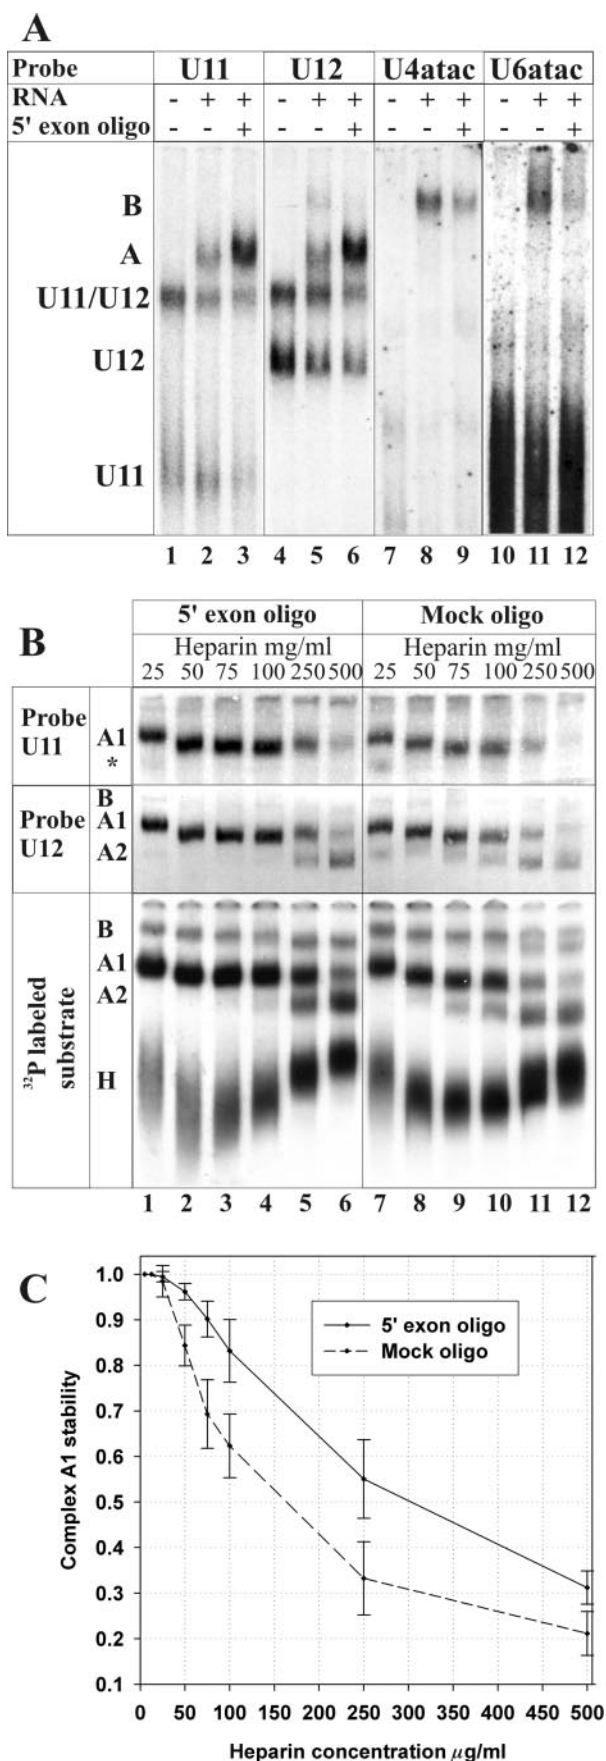 A
Probe U11 U12 U4atac U6atac
RNA - + + - + + - + + - + +
5' exon oligo - - + - - + - - + - - +
B
A
U11/U12
U12
U11
1 2 3 4 5 6 7 8 9 10 11 12
B
5' exon oligo Mock oligo
Heparin mg/ml Heparin mg/ml
25 50 75 100 250 500 25 50 75 100 250 500
Probe U11
A1
*
Probe U12
B
A1
A2
32P labeled substrate
B
A1
A2
H
1 2 3 4 5 6 7 8 9 10 11 12
C
1.0
0.9
0.8
0.7
0.6
0.5
0.4
0.3
0.2
0.1
Complex A1 stability
5' exon oligo
Mock oligo
0 50 100 150 200 250 300 350 400 450 500
Heparin concentration μg/ml